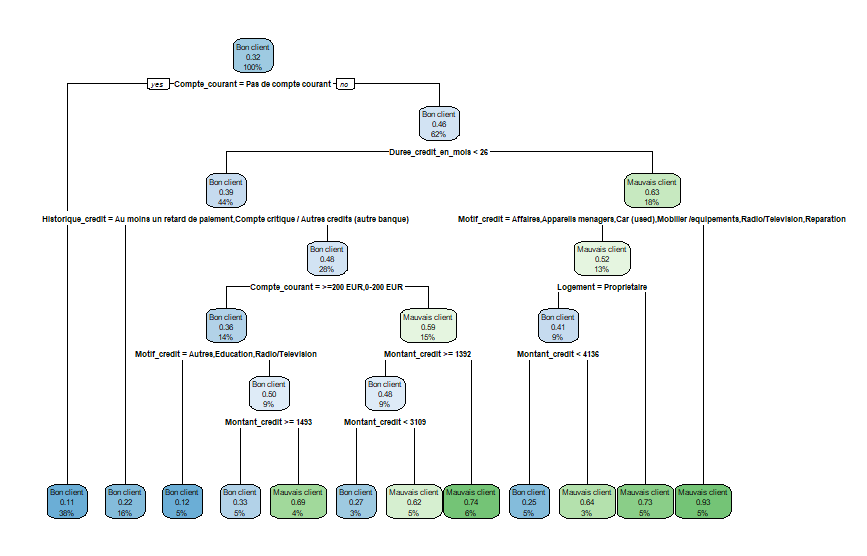 Bon client
0.32
100%
yes Compte_courant = Pas de compte courant no
Bon client
0.46
62%
Duree_credit_en_mois < 26
Bon client
0.39
44%
Mauvais client
0.63
18%
Historique_credit = Au moins un retard de paiement,Compte critique / Autres credits (autre banque)
Motif_credit = Affaires,Appareils menagers,Car (used),Mobilier /equipements,Radio/Television,Reparation
Bon client
0.48
28%
Mauvais client
0.52
13%
Compte_courant = >=200 EUR,0-200 EUR
Logement = Proprietaire
Bon client
0.36
14%
Mauvais client
0.59
15%
Bon client
0.41
9%
Motif_credit = Autres,Education,Radio/Television
Montant_credit >= 1392
Montant_credit < 4136
Bon client
0.50
9%
Bon client
0.48
9%
Montant_credit >= 1493
Montant_credit < 3109
Bon client
0.11
38%
Bon client
0.22
16%
Bon client
0.12
5%
Bon client
0.33
5%
Mauvais client
0.69
4%
Bon client
0.27
3%
Mauvais client
0.62
5%
Mauvais client
0.74
6%
Bon client
0.25
5%
Mauvais client
0.64
3%
Mauvais client
0.73
5%
Mauvais client
0.93
5%